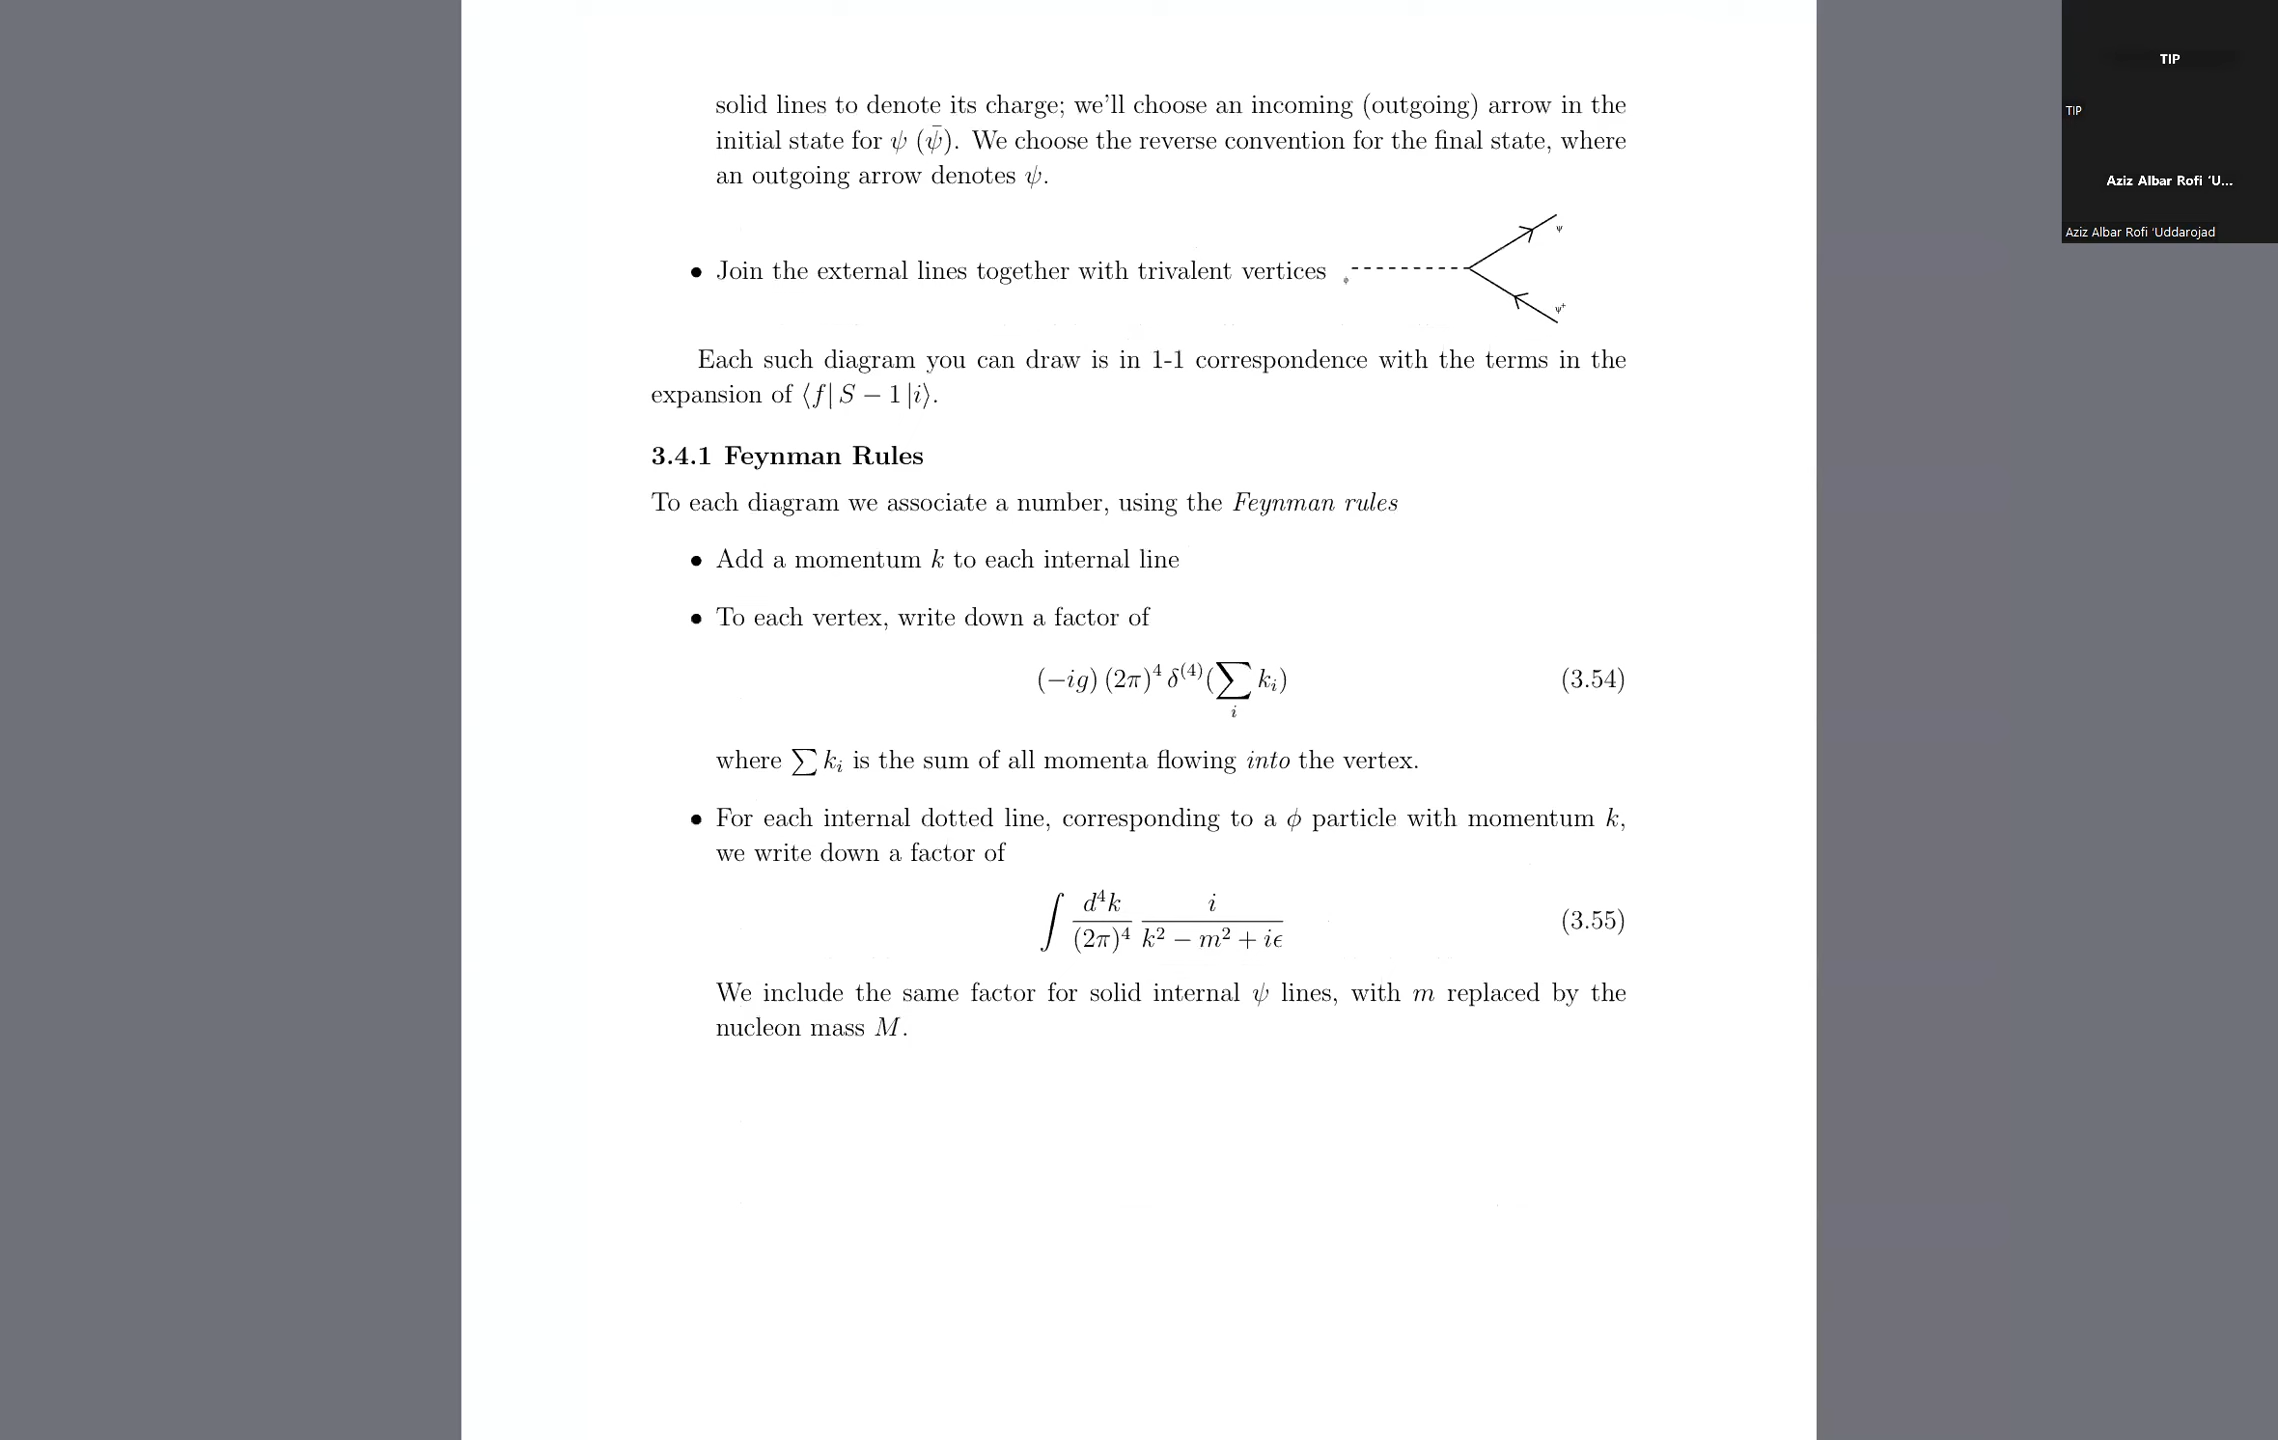 solid lines to denote its charge; we'll choose an incoming (outgoing) arrow in the
initial state for ψ (ψ̄). We choose the reverse convention for the final state, where
an outgoing arrow denotes ψ.
ψ
• Join the external lines together with trivalent vertices
ϕ
ψ⁺
Each such diagram you can draw is in 1-1 correspondence with the terms in the
expansion of ⟨f| S − 1 |i⟩.
3.4.1 Feynman Rules
To each diagram we associate a number, using the Feynman rules
• Add a momentum k to each internal line
• To each vertex, write down a factor of
(−ig) (2π)⁴ δ⁽⁴⁾(∑ᵢ kᵢ) (3.54)
where ∑ kᵢ is the sum of all momenta flowing into the vertex.
• For each internal dotted line, corresponding to a ϕ particle with momentum k,
we write down a factor of
∫ d⁴k/(2π)⁴ i/(k² − m² + iϵ) (3.55)
We include the same factor for solid internal ψ lines, with m replaced by the
nucleon mass M.
TIP
TIP
Aziz Albar Rofi 'U...
Aziz Albar Rofi 'Uddarojad